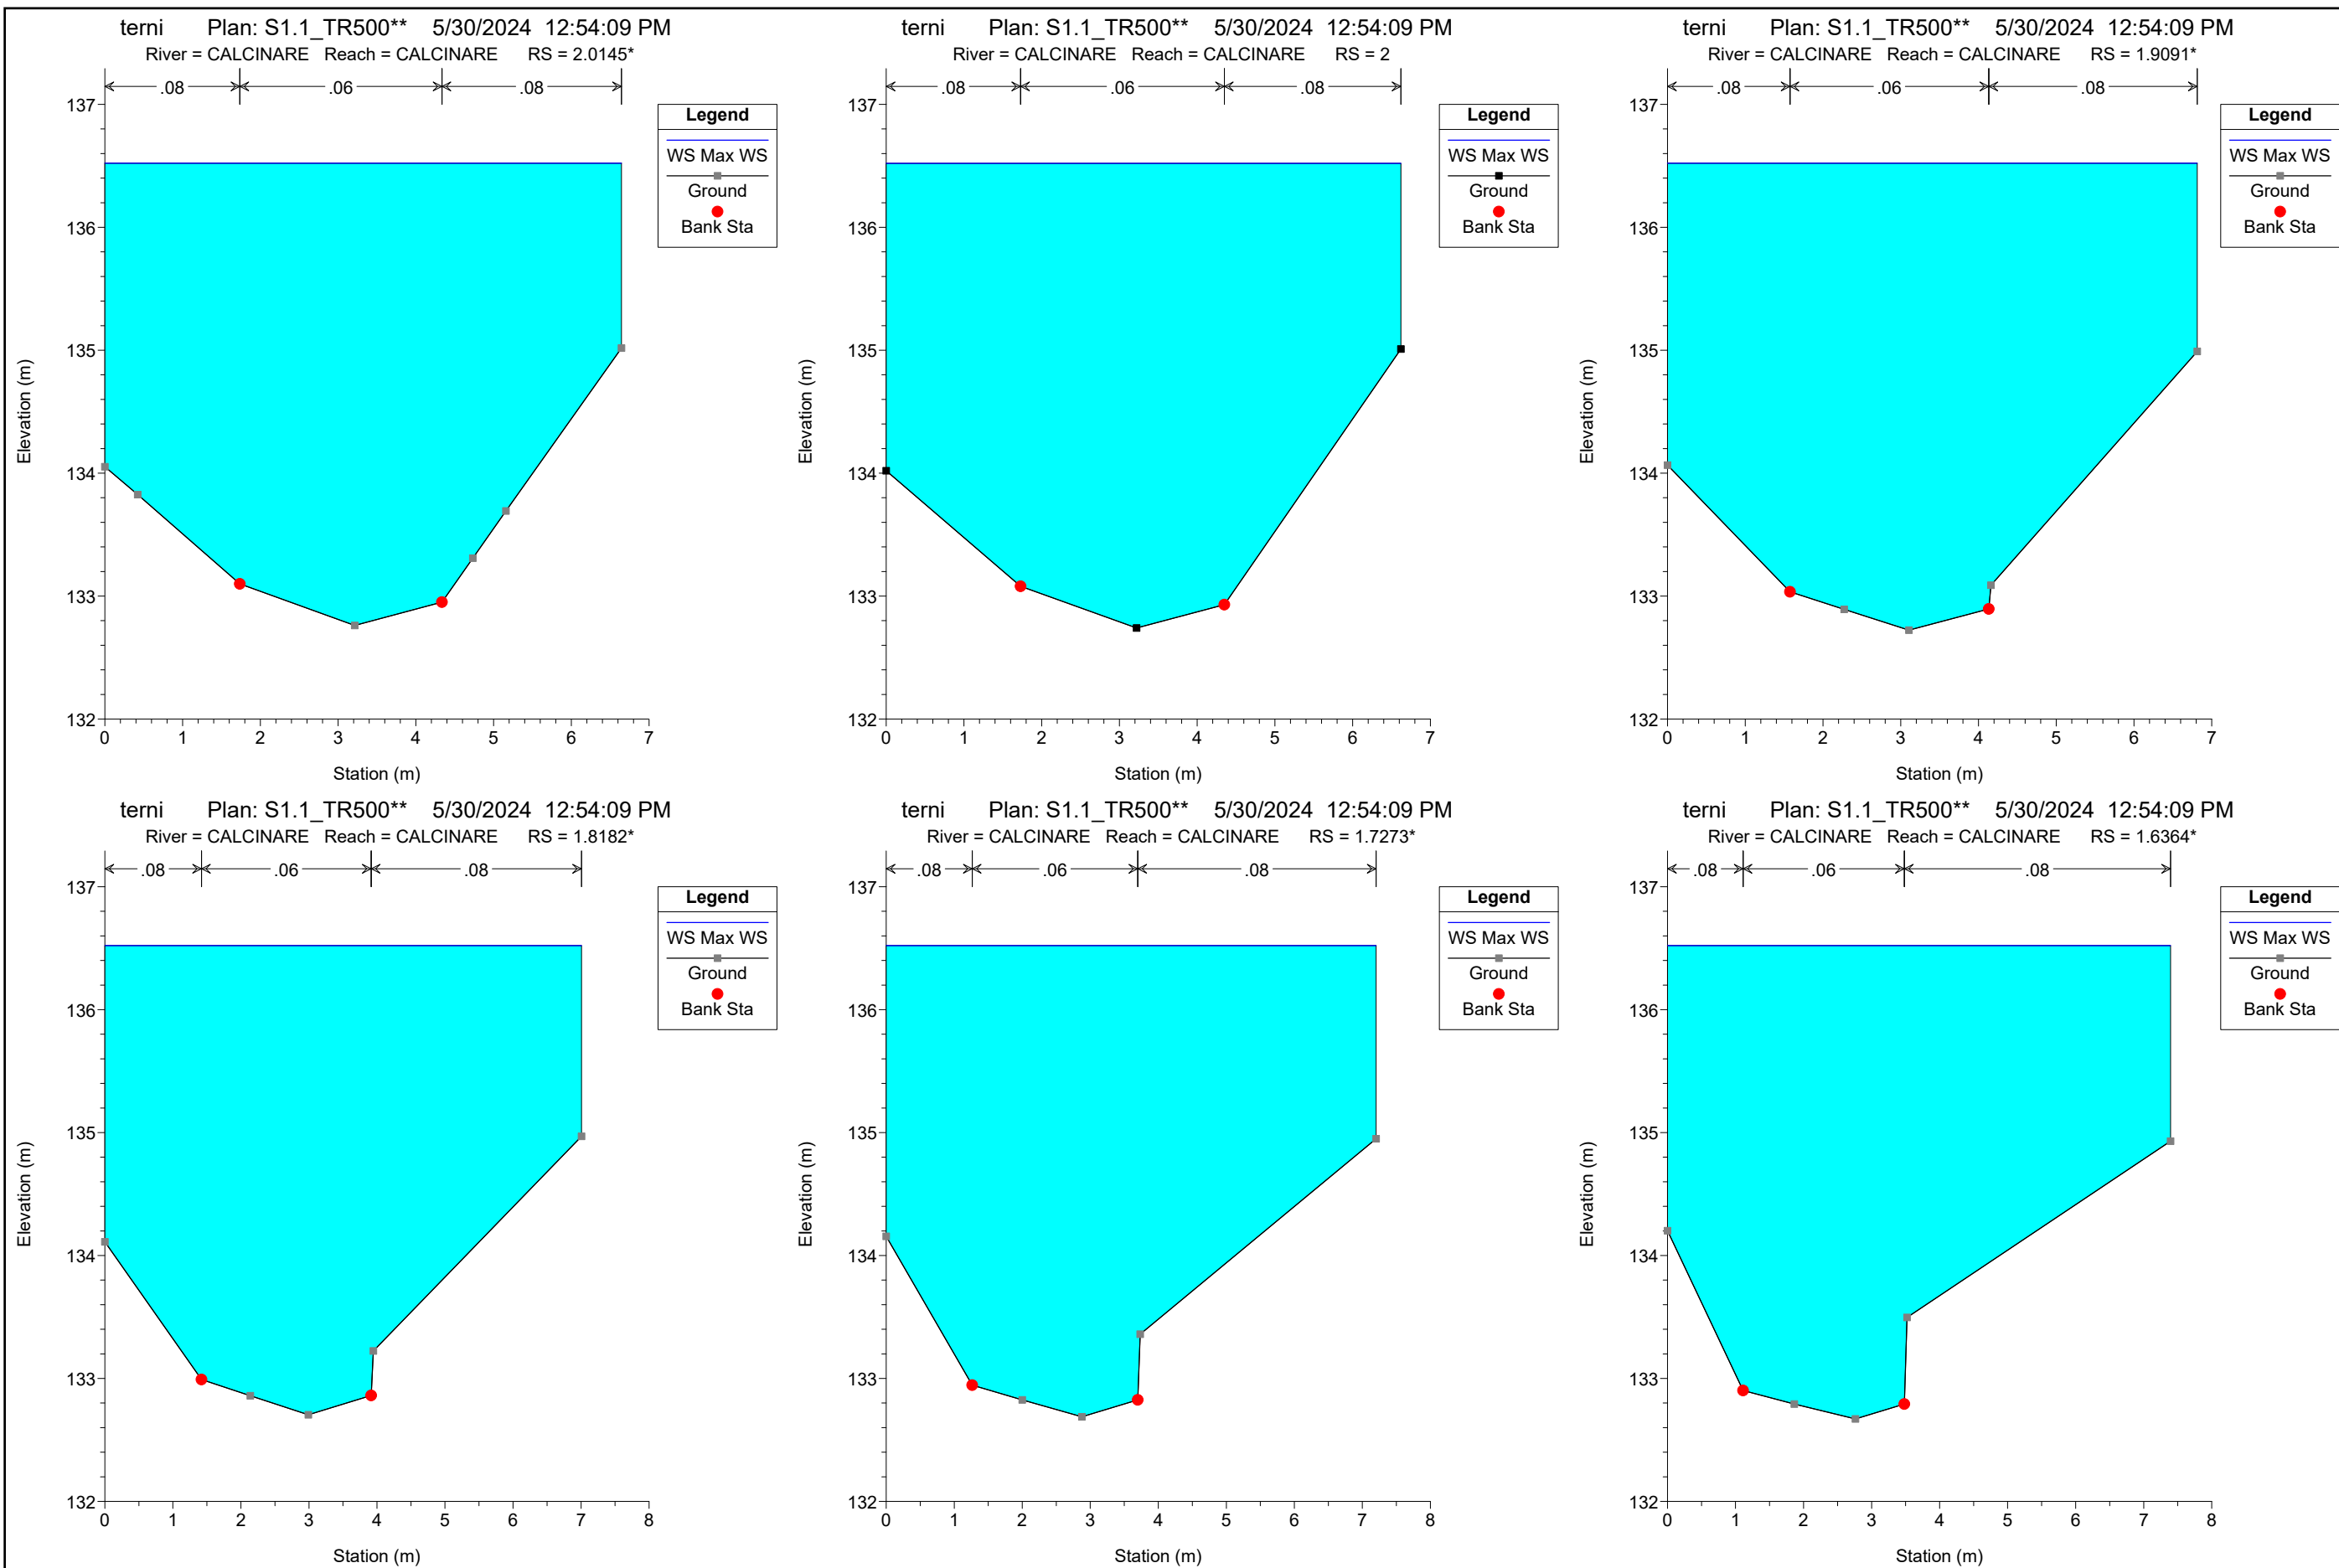 terni Plan: S1.1_TR500** 5/30/2024 12:54:09 PM
River = CALCINARE Reach = CALCINARE RS = 2.0145*
.08 .06 .08
137
136
135
134
133
132
Elevation (m)
0 1 2 3 4 5 6 7
Station (m)
Legend
WS Max WS
Ground
Bank Sta
terni Plan: S1.1_TR500** 5/30/2024 12:54:09 PM
River = CALCINARE Reach = CALCINARE RS = 2
.08 .06 .08
137
136
135
134
133
132
Elevation (m)
0 1 2 3 4 5 6 7
Station (m)
Legend
WS Max WS
Ground
Bank Sta
terni Plan: S1.1_TR500** 5/30/2024 12:54:09 PM
River = CALCINARE Reach = CALCINARE RS = 1.9091*
.08 .06 .08
137
136
135
134
133
132
Elevation (m)
0 1 2 3 4 5 6 7
Station (m)
Legend
WS Max WS
Ground
Bank Sta
terni Plan: S1.1_TR500** 5/30/2024 12:54:09 PM
River = CALCINARE Reach = CALCINARE RS = 1.8182*
.08 .06 .08
137
136
135
134
133
132
Elevation (m)
0 1 2 3 4 5 6 7 8
Station (m)
Legend
WS Max WS
Ground
Bank Sta
terni Plan: S1.1_TR500** 5/30/2024 12:54:09 PM
River = CALCINARE Reach = CALCINARE RS = 1.7273*
.08 .06 .08
137
136
135
134
133
132
Elevation (m)
0 1 2 3 4 5 6 7 8
Station (m)
Legend
WS Max WS
Ground
Bank Sta
terni Plan: S1.1_TR500** 5/30/2024 12:54:09 PM
River = CALCINARE Reach = CALCINARE RS = 1.6364*
.08 .06 .08
137
136
135
134
133
132
Elevation (m)
0 1 2 3 4 5 6 7 8
Station (m)
Legend
WS Max WS
Ground
Bank Sta